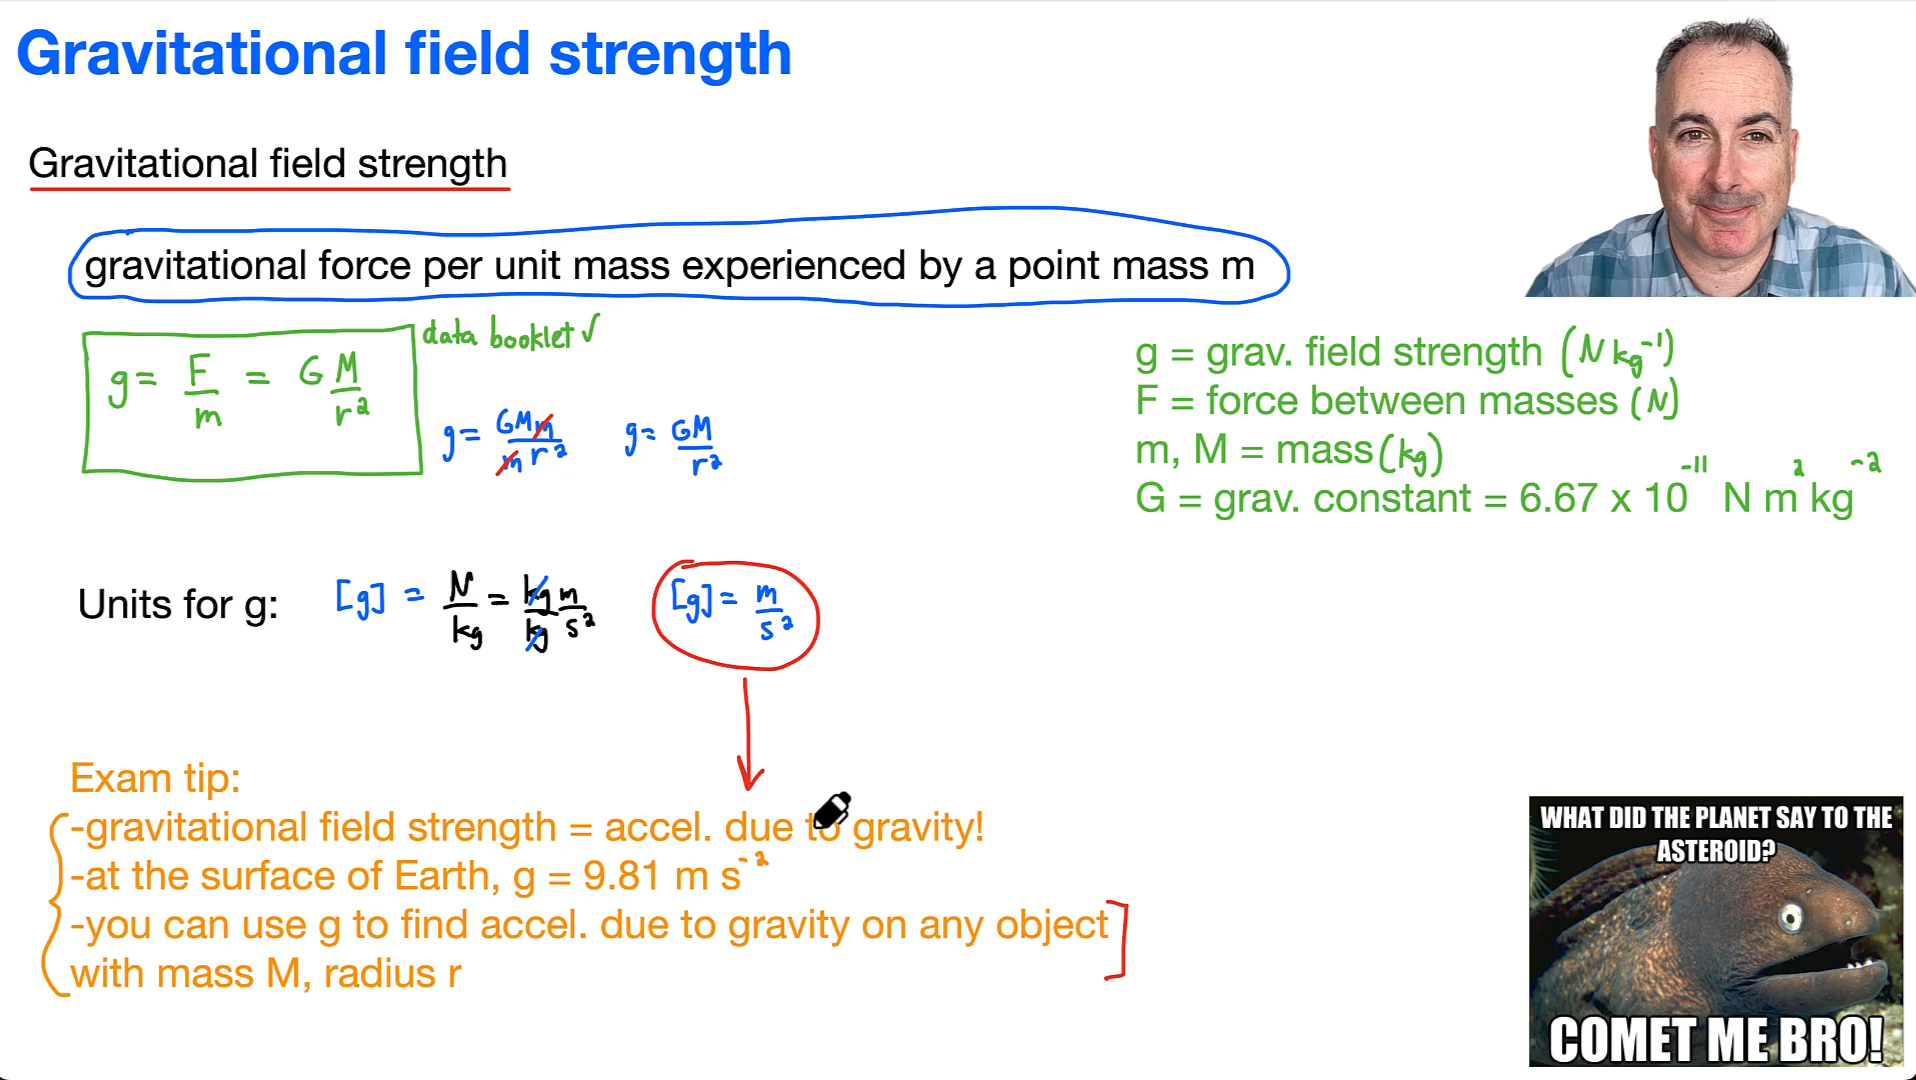 Gravitational field strength
Gravitational field strength
gravitational force per unit mass experienced by a point mass m
data booklet ✓
g = F/m = G M/r²
g = GMm/m r²    g = GM/r²
g = grav. field strength (N kg⁻¹)
F = force between masses (N)
m, M = mass (kg)
G = grav. constant = 6.67 x 10⁻¹¹ N m² kg⁻²
Units for g: [g] = N/kg = kg m/kg s²    [g] = m/s²
Exam tip:
-gravitational field strength = accel. due to gravity!
-at the surface of Earth, g = 9.81 m s⁻²
-you can use g to find accel. due to gravity on any object
with mass M, radius r
WHAT DID THE PLANET SAY TO THE
ASTEROID?
COMET ME BRO!